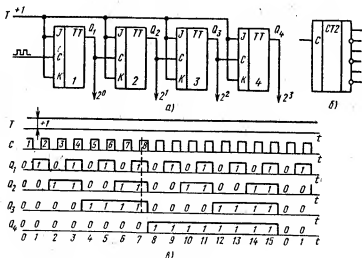 T +1 Q1 Q2 Q3 Q4
J TT J TT J TT J TT СТ2
C C C C C
K K K K
1 2 3 4
2⁰ 2¹ 2² 2³
а) б)
T +1 t
C 1 2 3 4 5 6 7 8 t
Q1 0 1 0 1 0 1 0 1 0 1 0 1 0 1 0 1 0 1 t
Q2 0 0 1 1 0 0 1 1 0 0 1 1 0 0 1 1 0 0 t
Q3 0 0 0 0 1 1 1 1 0 0 0 0 1 1 1 1 0 0 t
Q4 0 0 0 0 0 0 0 0 1 1 1 1 1 1 1 1 0 0
0 1 2 3 4 5 6 7 8 9 10 11 12 13 14 15 0 1 t
в)